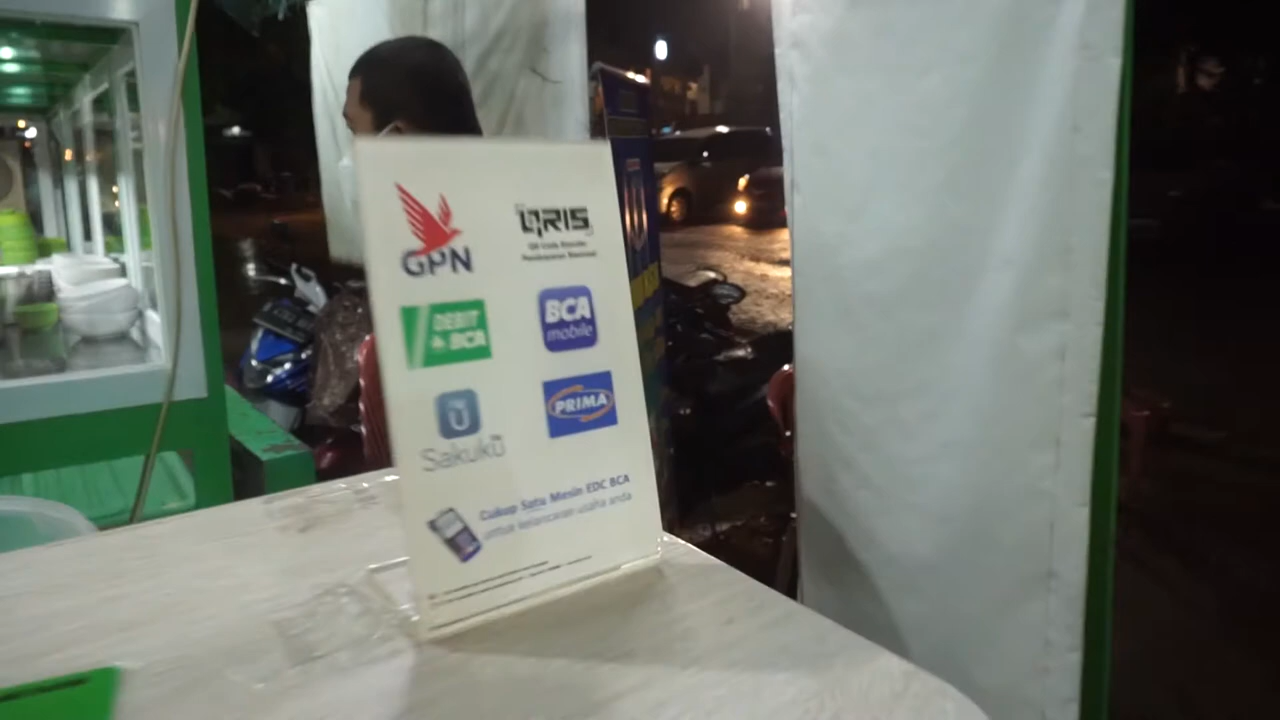 GPN
QRIS
QR Code Standar
Pembayaran Nasional
DEBIT
BCA
BCA
mobile
Sakuku
PRIMA
Cukup Satu Mesin EDC BCA
untuk kelancaran usaha anda